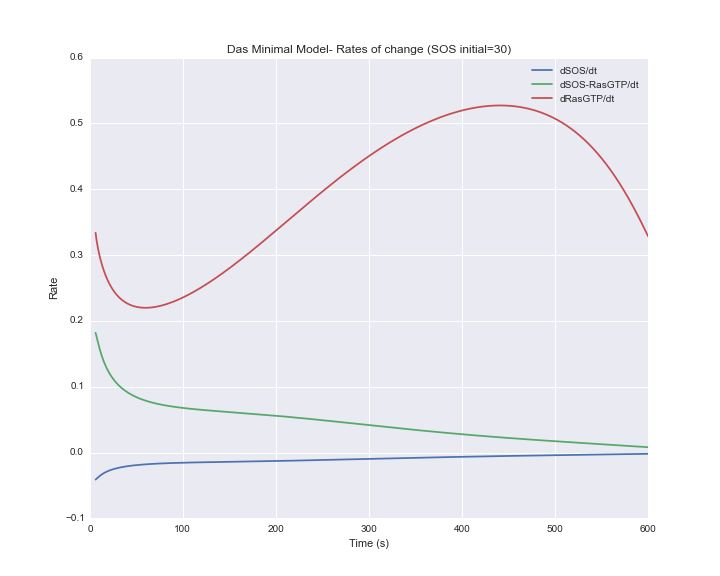 Das Minimal Model- Rates of change (SOS initial=30)
dSOS/dt
dSOS-RasGTP/dt
dRasGTP/dt
0.6
0.5
0.4
0.3
0.2
0.1
0.0
−0.1
Rate
0 100 200 300 400 500 600
Time (s)